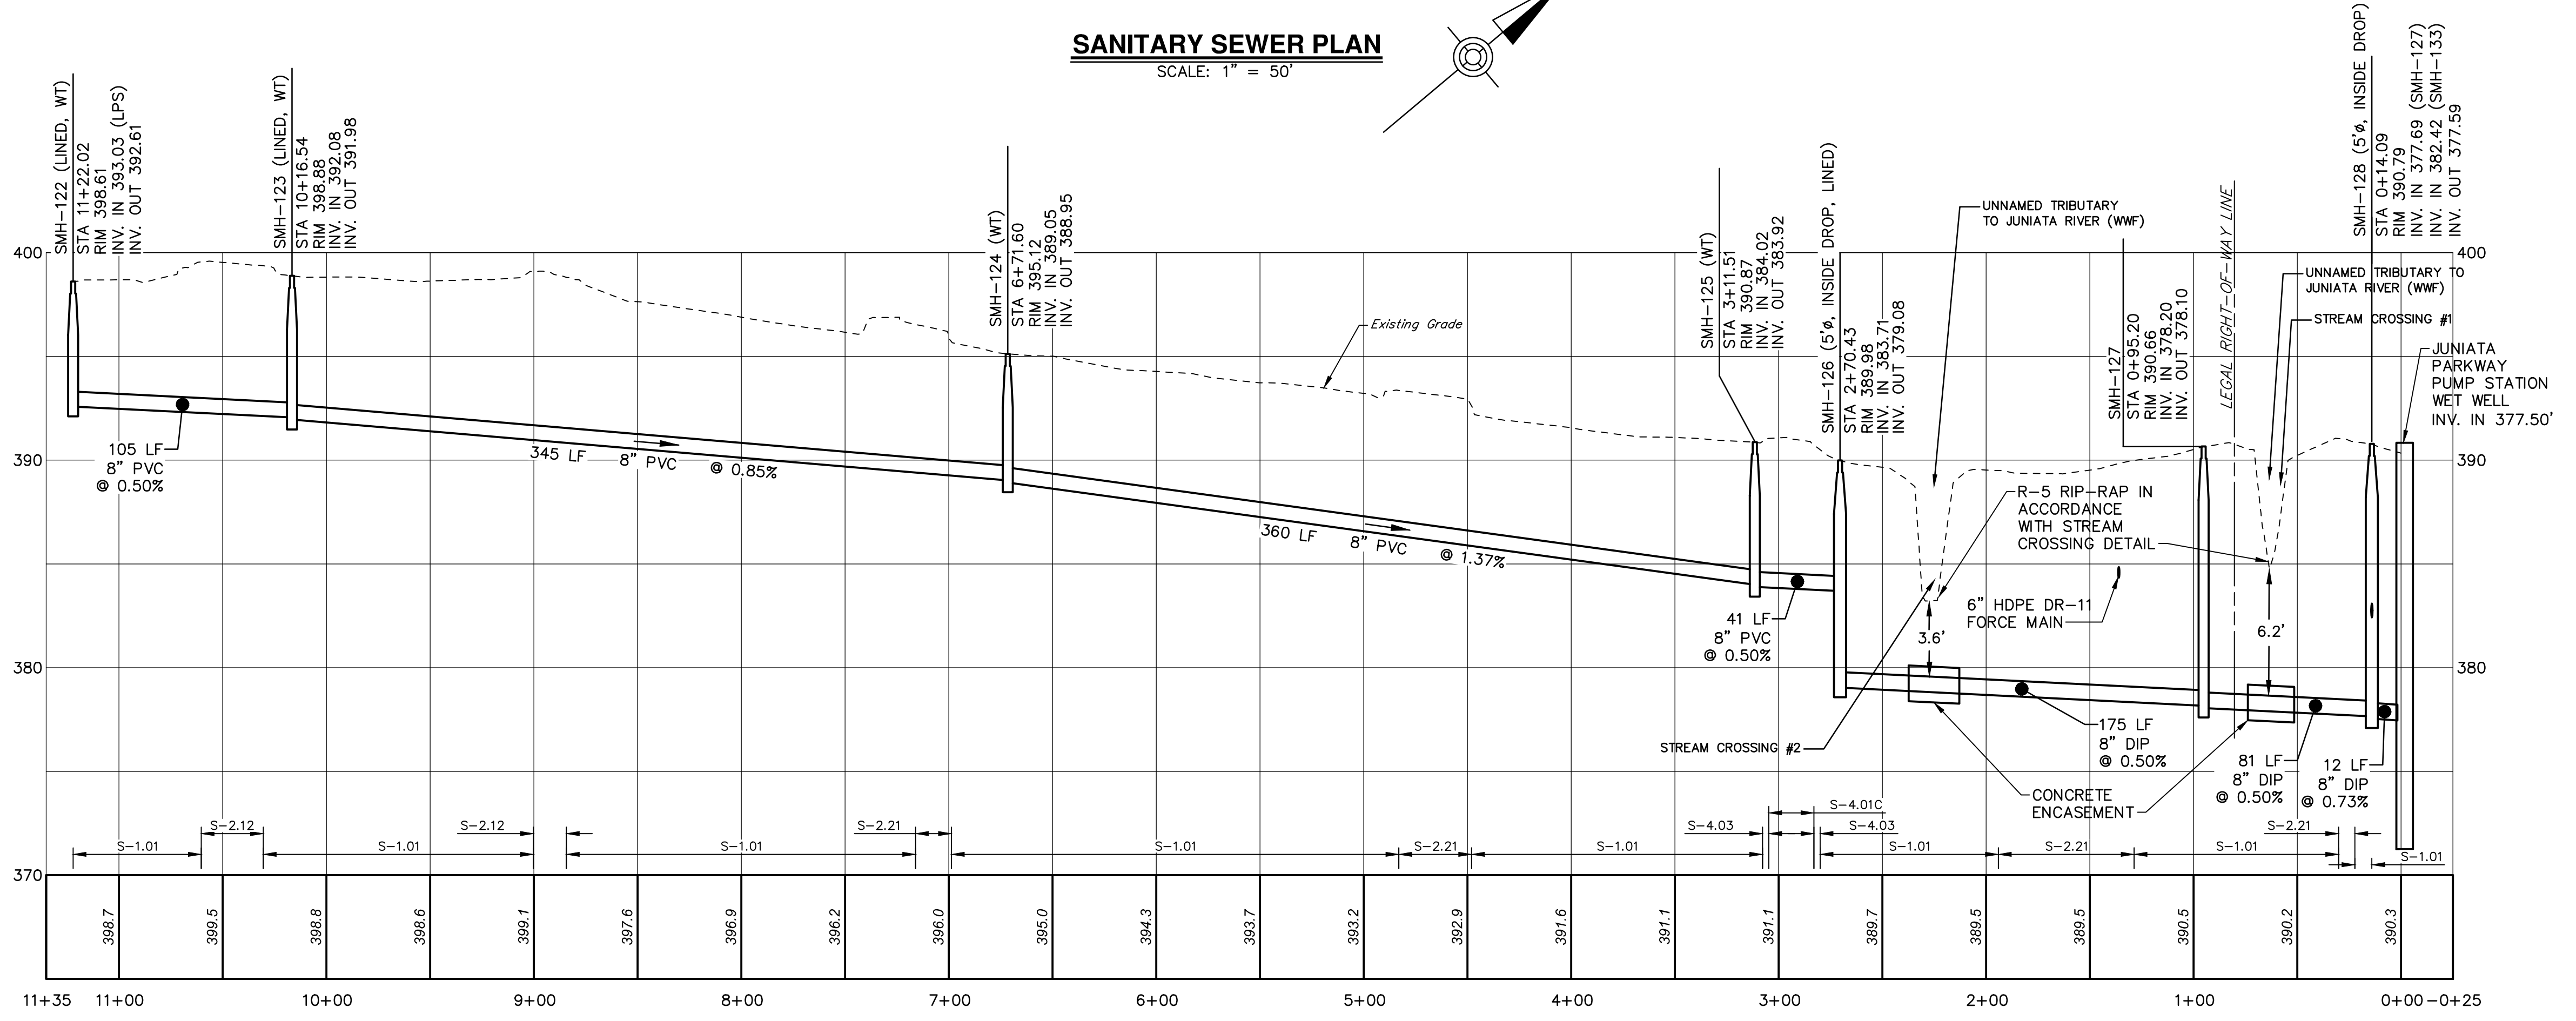 SANITARY SEWER PLAN
SCALE: 1" = 50'
SMH-122 (LINED, WT)
STA 11+22.02
RIM 398.61
INV. IN 393.03 (LPS)
INV. OUT 392.61
SMH-123 (LINED, WT)
STA 10+16.54
RIM 398.88
INV. IN 392.08
INV. OUT 391.98
SMH-124 (WT)
STA 6+71.60
RIM 395.12
INV. IN 389.05
INV. OUT 388.95
SMH-125 (WT)
STA 3+11.51
RIM 390.87
INV. IN 384.02
INV. OUT 383.92
SMH-126 (5'ø, INSIDE DROP, LINED)
STA 2+70.43
RIM 389.98
INV. IN 383.71
INV. OUT 379.08
UNNAMED TRIBUTARY
TO JUNIATA RIVER (WWF)
SMH-127
STA 0+95.20
RIM 390.66
INV. IN 378.20
INV. OUT 378.10
LEGAL RIGHT-OF-WAY LINE
SMH-128 (5'ø, INSIDE DROP)
STA 0+14.09
RIM 390.79
INV. IN 377.69 (SMH-127)
INV. IN 382.42 (SMH-133)
INV. OUT 377.59
UNNAMED TRIBUTARY TO
JUNIATA RIVER (WWF)
STREAM CROSSING #1
JUNIATA
PARKWAY
PUMP STATION
WET WELL
INV. IN 377.50'
400
400
390
390
380
380
370
Existing Grade
105 LF
8" PVC
@ 0.50%
345 LF 8" PVC @ 0.85%
360 LF 8" PVC @ 1.37%
41 LF
8" PVC
@ 0.50%
R-5 RIP-RAP IN
ACCORDANCE
WITH STREAM
CROSSING DETAIL
6" HDPE DR-11
FORCE MAIN
3.6'
6.2'
STREAM CROSSING #2
175 LF
8" DIP
@ 0.50%
81 LF
8" DIP
@ 0.50%
12 LF
8" DIP
@ 0.73%
CONCRETE
ENCASEMENT
S-1.01
S-2.12
S-1.01
S-2.12
S-1.01
S-2.21
S-1.01
S-2.21
S-1.01
S-4.03
S-4.01C
S-4.03
S-1.01
S-2.21
S-1.01
S-2.21
S-1.01
398.7
399.5
398.8
398.6
399.1
397.6
396.9
396.2
396.0
395.0
394.3
393.7
393.2
392.9
391.6
391.1
391.1
389.7
389.5
389.5
390.5
390.2
390.3
11+35 11+00 10+00 9+00 8+00 7+00 6+00 5+00 4+00 3+00 2+00 1+00 0+00 -0+25